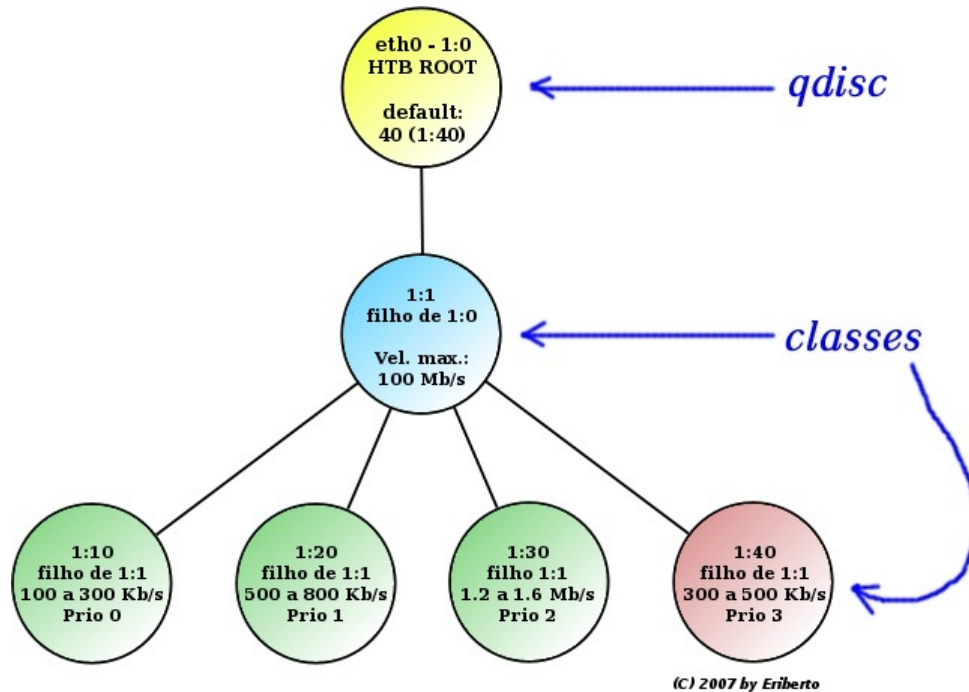 eth0 - 1:0
HTB ROOT
default:
40 (1:40)
qdisc
1:1
filho de 1:0
Vel. max.:
100 Mb/s
classes
1:10
filho de 1:1
100 a 300 Kb/s
Prio 0
1:20
filho de 1:1
500 a 800 Kb/s
Prio 1
1:30
filho 1:1
1.2 a 1.6 Mb/s
Prio 2
1:40
filho de 1:1
300 a 500 Kb/s
Prio 3
(C) 2007 by Eriberto